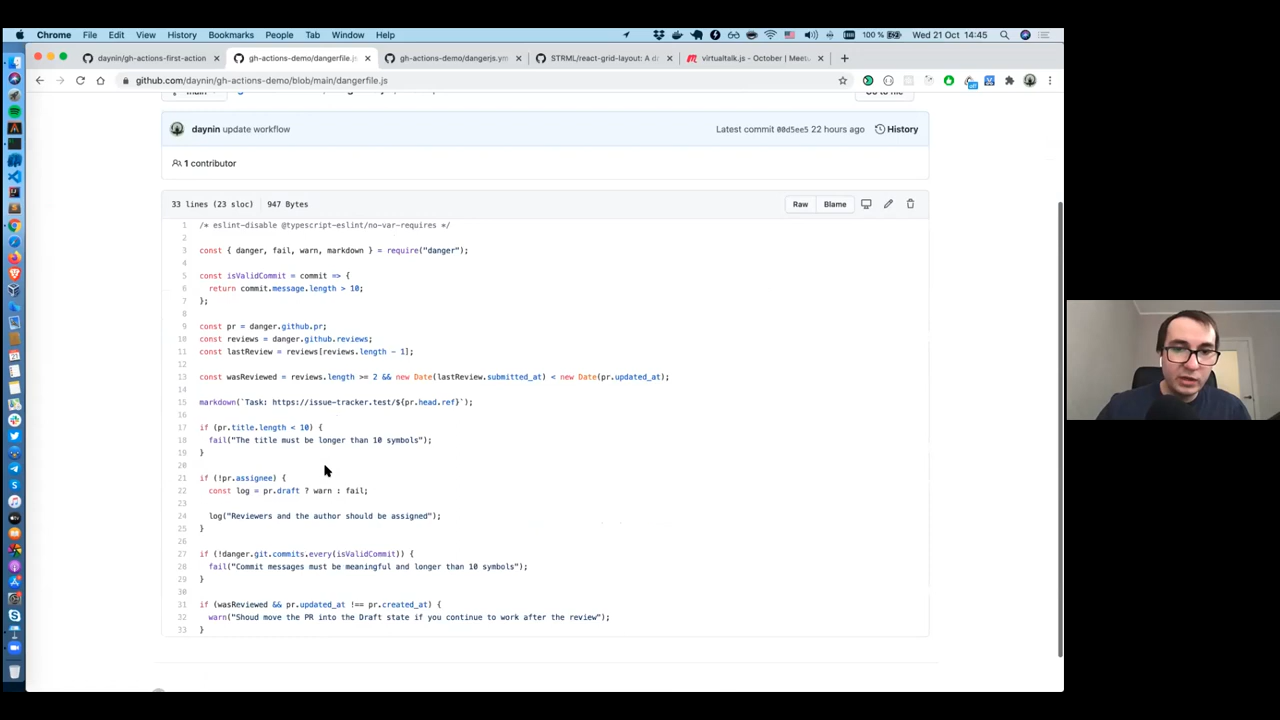 Chrome File Edit View History Bookmarks People Tab Window Help 100 % Wed 21 Oct 14:45
daynin/gh-actions-first-action gh-actions-demo/dangerfile.js gh-actions-demo/dangerjs.ym STRML/react-grid-layout: A d virtualtalk.js - October | Meet
github.com/daynin/gh-actions-demo/blob/main/dangerfile.js
daynin update workflow Latest commit 00d5ee5 22 hours ago History
1 contributor
33 lines (23 sloc) 947 Bytes Raw Blame
1 /* eslint-disable @typescript-eslint/no-var-requires */
2
3 const { danger, fail, warn, markdown } = require("danger");
4
5 const isValidCommit = commit => {
6 return commit.message.length > 10;
7 };
8
9 const pr = danger.github.pr;
10 const reviews = danger.github.reviews;
11 const lastReview = reviews[reviews.length - 1];
12
13 const wasReviewed = reviews.length >= 2 && new Date(lastReview.submitted_at) < new Date(pr.updated_at);
14
15 markdown(`Task: https://issue-tracker.test/${pr.head.ref}`);
16
17 if (pr.title.length < 10) {
18 fail("The title must be longer than 10 symbols");
19 }
20
21 if (!pr.assignee) {
22 const log = pr.draft ? warn : fail;
23
24 log("Reviewers and the author should be assigned");
25 }
26
27 if (!danger.git.commits.every(isValidCommit)) {
28 fail("Commit messages must be meaningful and longer than 10 symbols");
29 }
30
31 if (wasReviewed && pr.updated_at !== pr.created_at) {
32 warn("Shoud move the PR into the Draft state if you continue to work after the review");
33 }